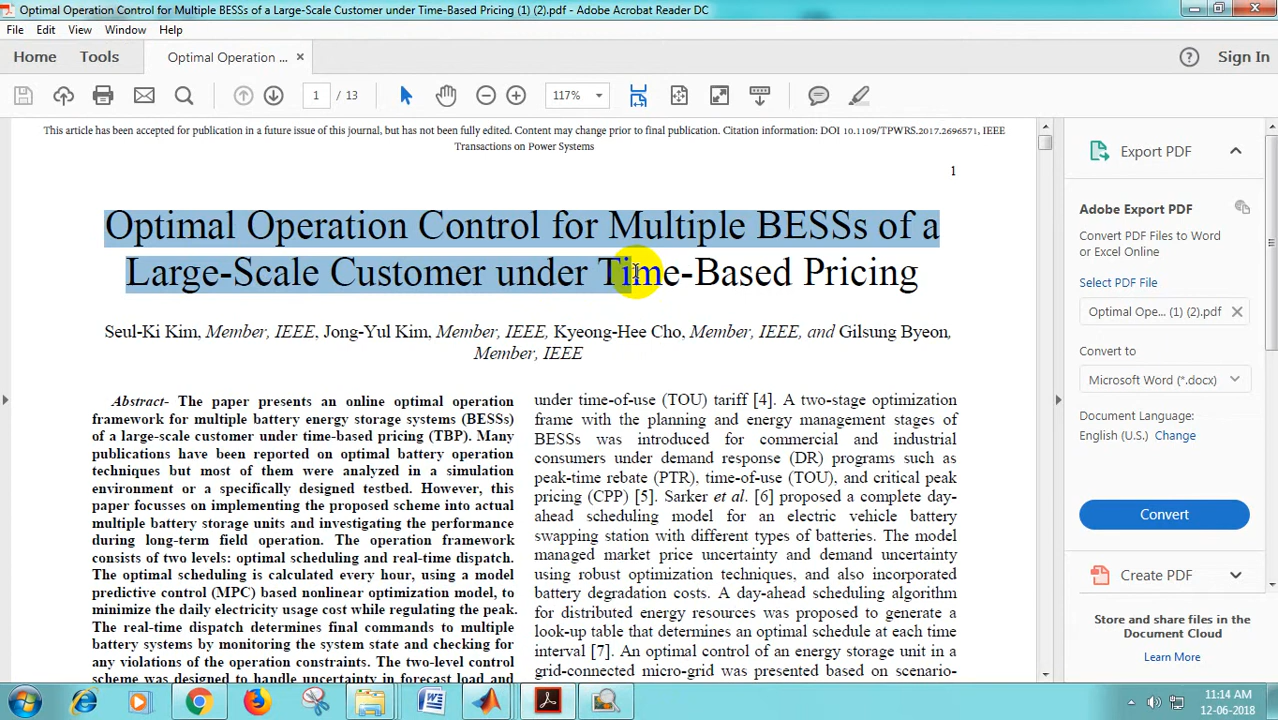 Optimal Operation Control for Multiple BESSs of a Large-Scale Customer under Time-Based Pricing (1) (2).pdf - Adobe Acrobat Reader DC
File Edit View Window Help
Home Tools Optimal Operation ... × Sign In
1 / 13 117%
This article has been accepted for publication in a future issue of this journal, but has not been fully edited. Content may change prior to final publication. Citation information: DOI 10.1109/TPWRS.2017.2696571, IEEE
Transactions on Power Systems
1
Optimal Operation Control for Multiple BESSs of a
Large-Scale Customer under Time-Based Pricing
Seul-Ki Kim, Member, IEEE, Jong-Yul Kim, Member, IEEE, Kyeong-Hee Cho, Member, IEEE, and Gilsung Byeon,
Member, IEEE
Abstract- The paper presents an online optimal operation
framework for multiple battery energy storage systems (BESSs)
of a large-scale customer under time-based pricing (TBP). Many
publications have been reported on optimal battery operation
techniques but most of them were analyzed in a simulation
environment or a specifically designed testbed. However, this
paper focusses on implementing the proposed scheme into actual
multiple battery storage units and investigating the performance
during long-term field operation. The operation framework
consists of two levels: optimal scheduling and real-time dispatch.
The optimal scheduling is calculated every hour, using a model
predictive control (MPC) based nonlinear optimization model, to
minimize the daily electricity usage cost while regulating the peak.
The real-time dispatch determines final commands to multiple
battery systems by monitoring the system state and checking for
any violations of the operation constraints. The two-level control
scheme was designed to handle uncertainty in forecast load and
under time-of-use (TOU) tariff [4]. A two-stage optimization
frame with the planning and energy management stages of
BESSs was introduced for commercial and industrial
consumers under demand response (DR) programs such as
peak-time rebate (PTR), time-of-use (TOU), and critical peak
pricing (CPP) [5]. Sarker et al. [6] proposed a complete day-
ahead scheduling model for an electric vehicle battery
swapping station with different types of batteries. The model
managed market price uncertainty and demand uncertainty
using robust optimization techniques, and also incorporated
battery degradation costs. A day-ahead scheduling algorithm
for distributed energy resources was proposed to generate a
look-up table that determines an optimal schedule at each time
interval [7]. An optimal control of an energy storage unit in a
grid-connected micro-grid was presented based on scenario-
Export PDF
Adobe Export PDF
Convert PDF Files to Word
or Excel Online
Select PDF File
Optimal Ope... (1) (2).pdf ×
Convert to
Microsoft Word (*.docx)
Document Language:
English (U.S.) Change
Convert
Create PDF
Store and share files in the
Document Cloud
Learn More
11:14 AM
12-06-2018